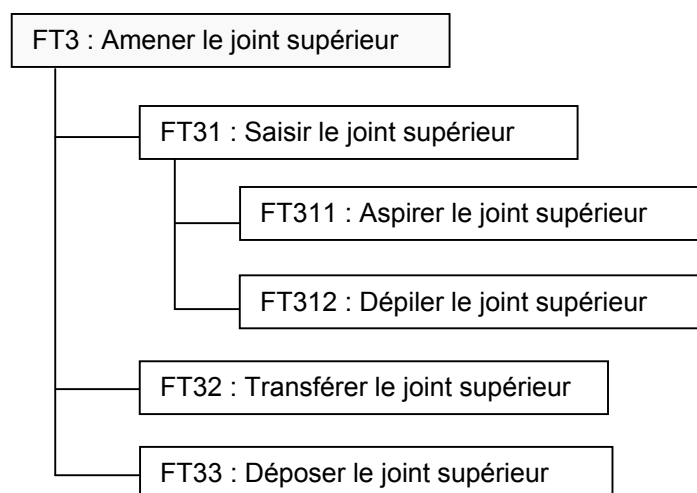 FT3 : Amener le joint supérieur
FT31 : Saisir le joint supérieur
FT311 : Aspirer le joint supérieur
FT312 : Dépiler le joint supérieur
FT32 : Transférer le joint supérieur
FT33 : Déposer le joint supérieur